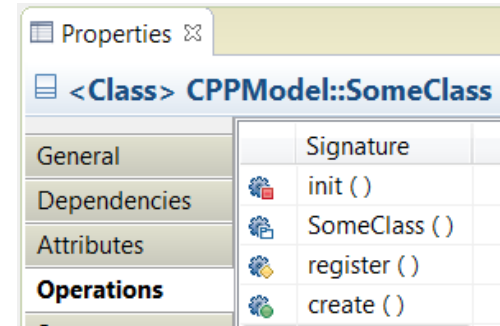 Properties
<Class> CPPModel::SomeClass
General
Dependencies
Attributes
Operations
Signature
init ( )
SomeClass ( )
register ( )
create ( )